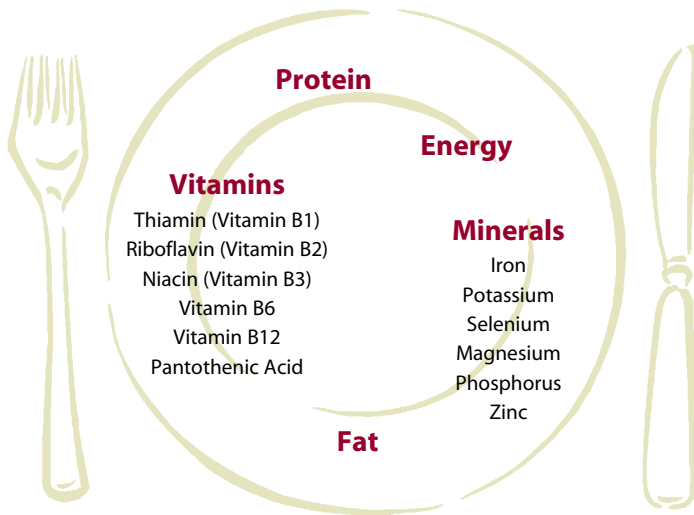 Protein
Energy
Vitamins
Thiamin (Vitamin B1)
Riboflavin (Vitamin B2)
Niacin (Vitamin B3)
Vitamin B6
Vitamin B12
Pantothenic Acid
Minerals
Iron
Potassium
Selenium
Magnesium
Phosphorus
Zinc
Fat